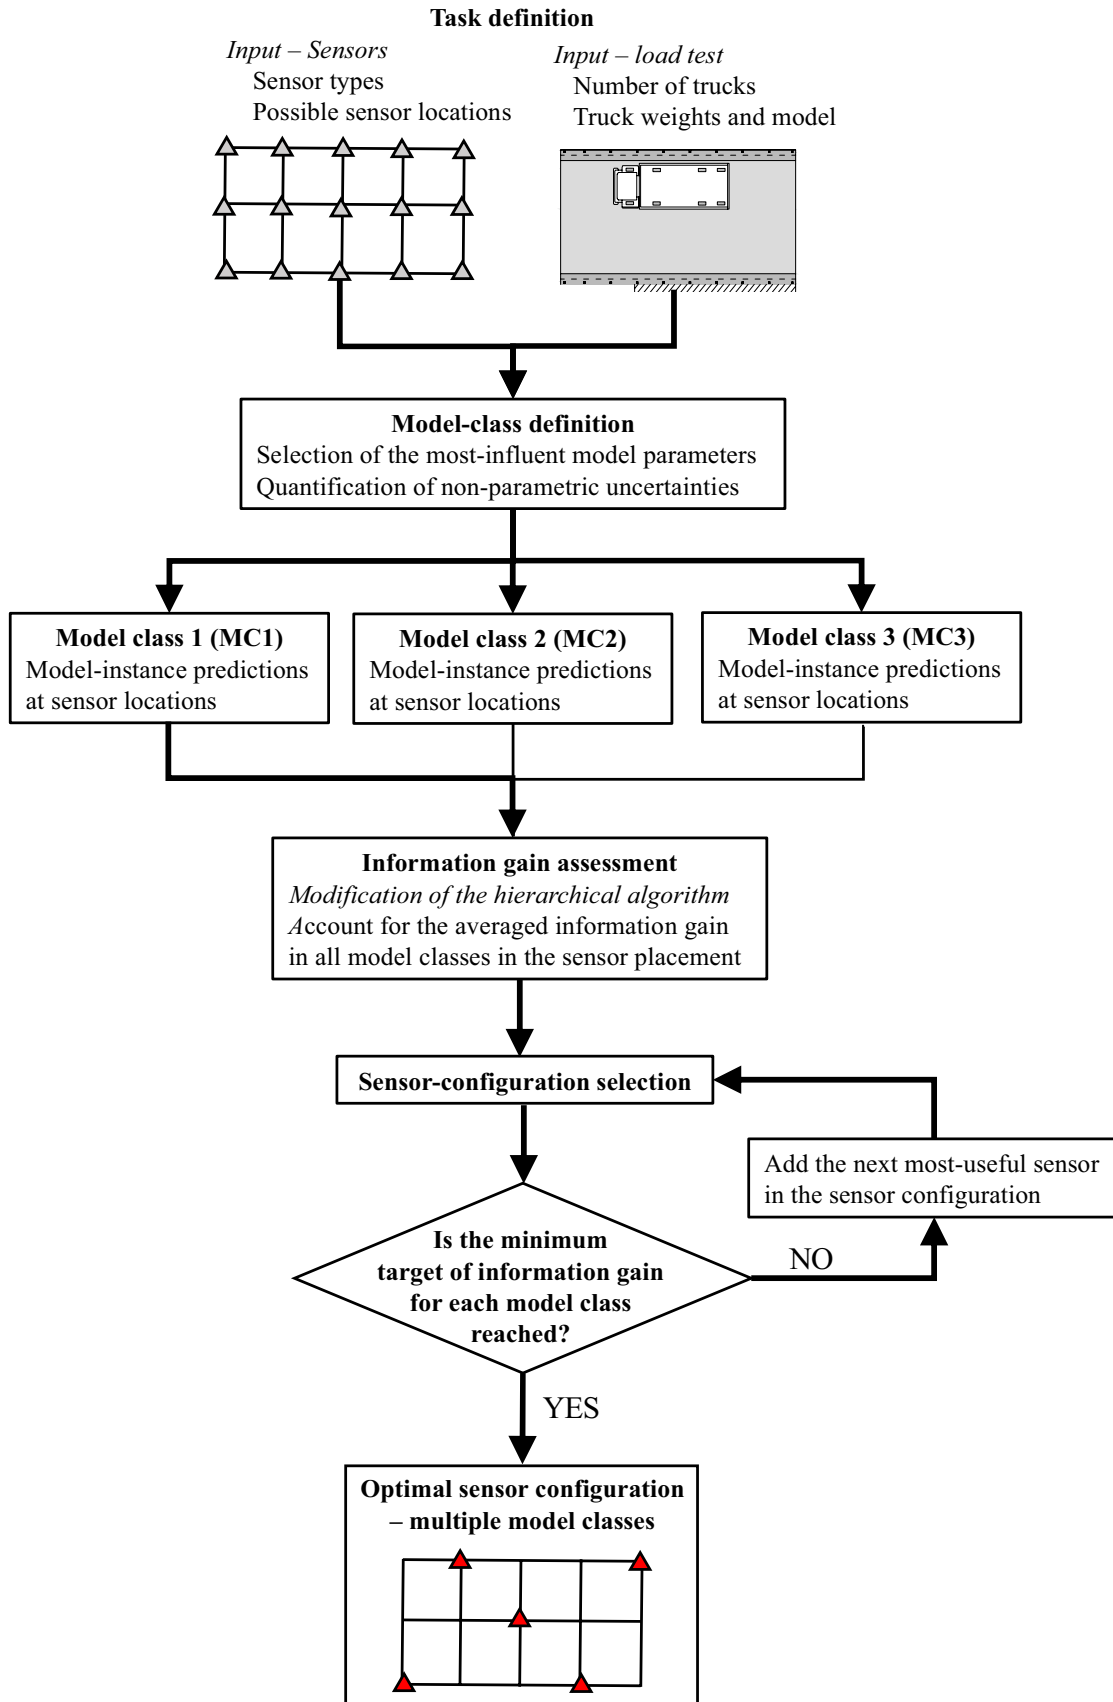 Task definition
Input – Sensors
Sensor types
Possible sensor locations
Input – load test
Number of trucks
Truck weights and model
Model-class definition
Selection of the most-influent model parameters
Quantification of non-parametric uncertainties
Model class 1 (MC1)
Model-instance predictions
at sensor locations
Model class 2 (MC2)
Model-instance predictions
at sensor locations
Model class 3 (MC3)
Model-instance predictions
at sensor locations
Information gain assessment
Modification of the hierarchical algorithm
Account for the averaged information gain
in all model classes in the sensor placement
Sensor-configuration selection
Add the next most-useful sensor
in the sensor configuration
Is the minimum
target of information gain
for each model class
reached?
NO
YES
Optimal sensor configuration
– multiple model classes